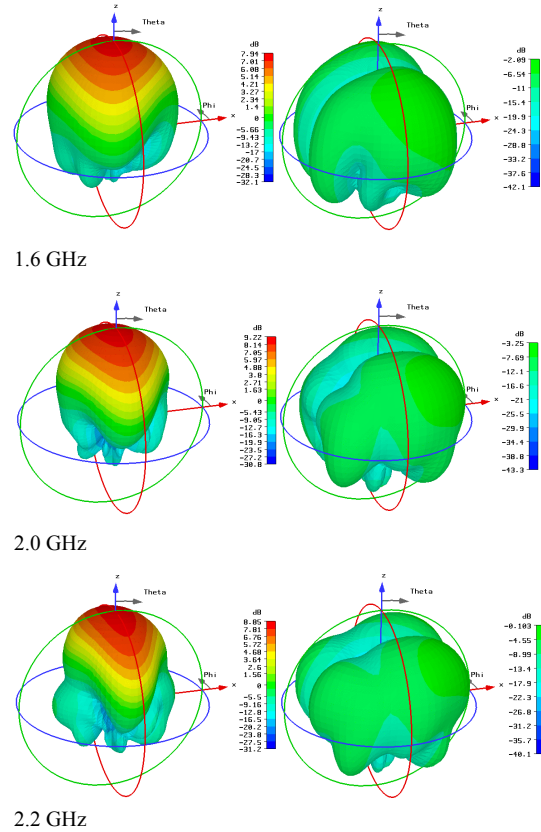 z
Theta
Phi
x
dB
7.94
7.01
6.08
5.14
4.21
3.27
2.34
1.4
0
-5.66
-9.43
-13.2
-17
-20.7
-24.5
-28.3
-32.1
z
Theta
Phi
x
dB
-2.09
-6.54
-11
-15.4
-19.9
-24.3
-28.8
-33.2
-37.6
-42.1
1.6 GHz
z
Theta
Phi
x
dB
9.22
8.14
7.05
5.97
4.88
3.8
2.71
1.63
0
-5.43
-9.05
-12.7
-16.3
-19.9
-23.5
-27.2
-30.8
z
Theta
Phi
x
dB
-3.25
-7.69
-12.1
-16.6
-21
-25.5
-29.9
-34.4
-38.8
-43.3
2.0 GHz
z
Theta
Phi
x
dB
8.85
7.81
6.76
5.72
4.68
3.64
2.6
1.56
0
-5.5
-9.16
-12.8
-16.5
-20.2
-23.8
-27.5
-31.2
z
Theta
Phi
x
dB
-0.103
-4.55
-8.99
-13.4
-17.9
-22.3
-26.8
-31.2
-35.7
-40.1
2.2 GHz